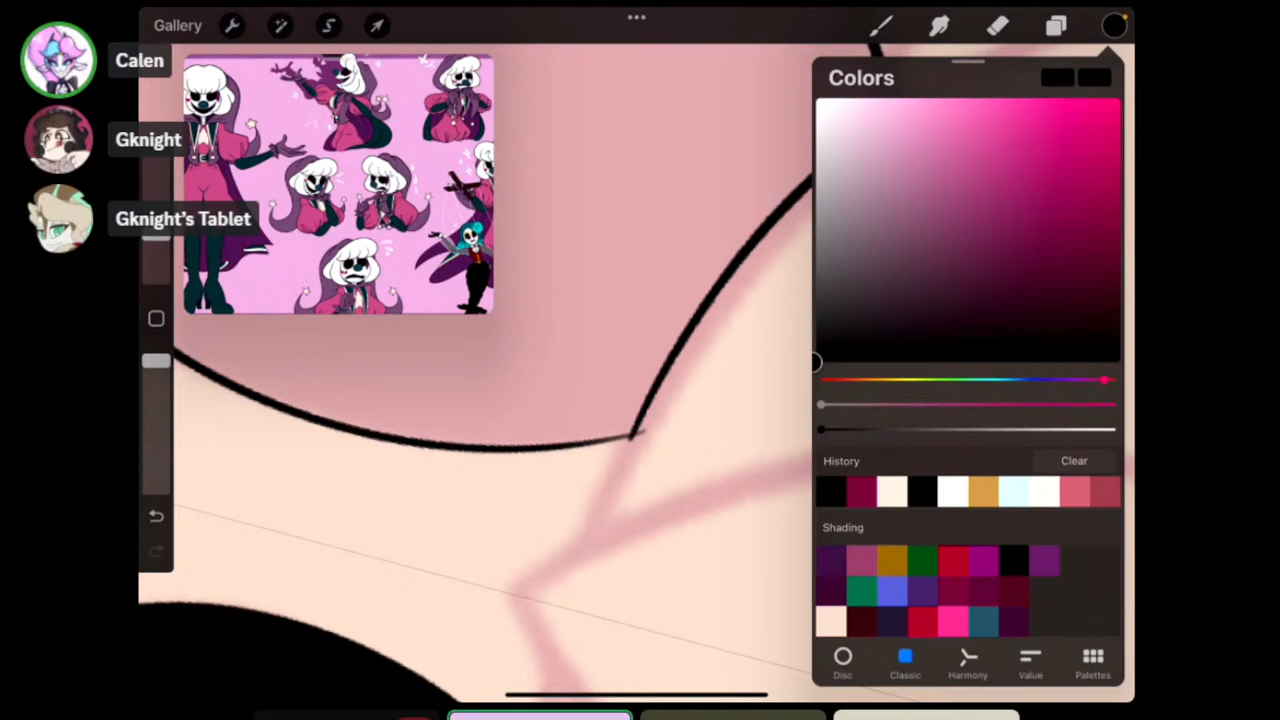 Gallery
Calen
Gknight
Gknight's Tablet
Colors
History
Clear
Shading
Disc
Classic
Harmony
Value
Palettes